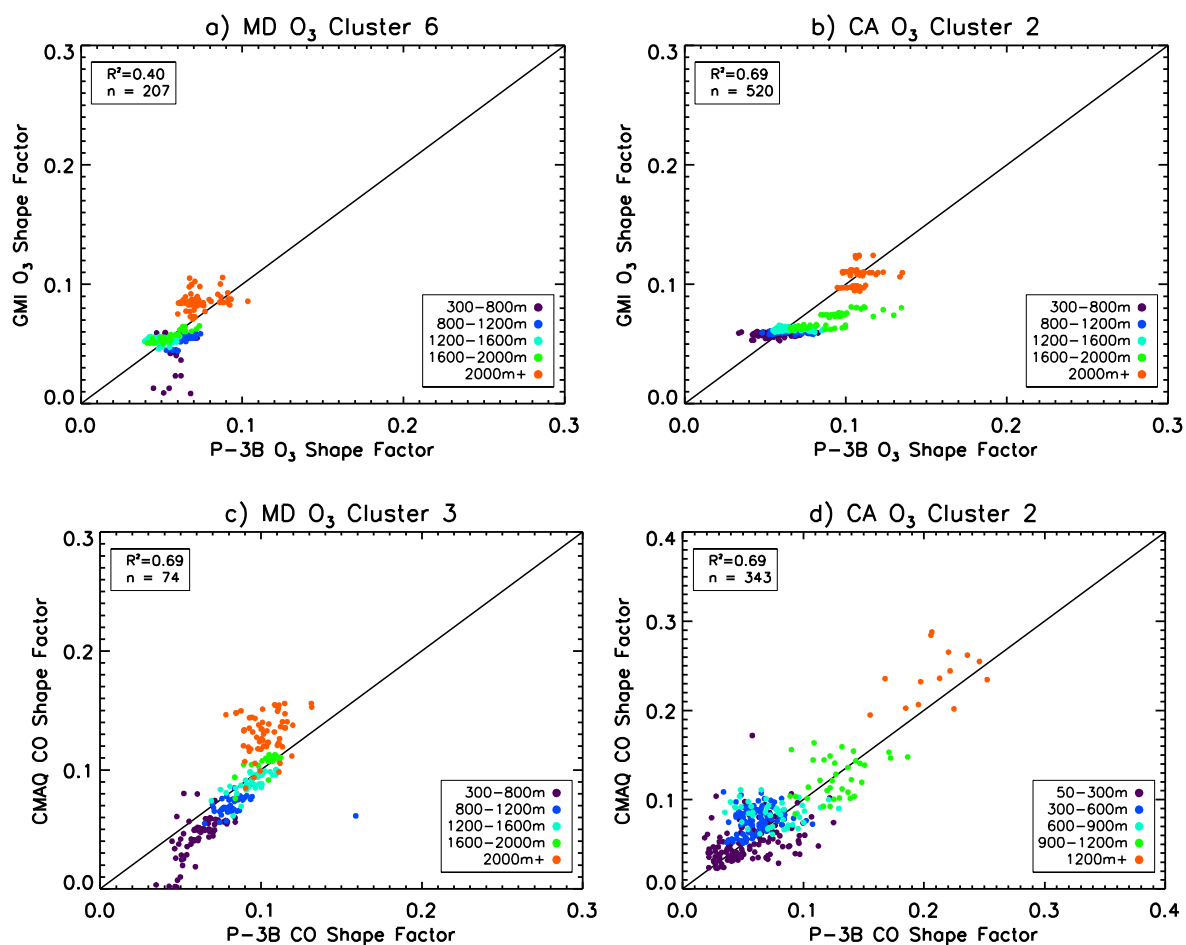 a) MD O₃ Cluster 6
R²=0.40
n = 207
0.3
0.2
0.1
0.0
GMI O₃ Shape Factor
300-800m
800-1200m
1200-1600m
1600-2000m
2000m+
0.0 0.1 0.2 0.3
P-3B O₃ Shape Factor
b) CA O₃ Cluster 2
R²=0.69
n = 520
0.3
0.2
0.1
0.0
GMI O₃ Shape Factor
300-800m
800-1200m
1200-1600m
1600-2000m
2000m+
0.0 0.1 0.2 0.3
P-3B O₃ Shape Factor
c) MD O₃ Cluster 3
R²=0.69
n = 74
0.3
0.2
0.1
0.0
CMAQ CO Shape Factor
300-800m
800-1200m
1200-1600m
1600-2000m
2000m+
0.0 0.1 0.2 0.3
P-3B CO Shape Factor
d) CA O₃ Cluster 2
R²=0.69
n = 343
0.4
0.3
0.2
0.1
0.0
CMAQ CO Shape Factor
50-300m
300-600m
600-900m
900-1200m
1200m+
0.0 0.1 0.2 0.3 0.4
P-3B CO Shape Factor